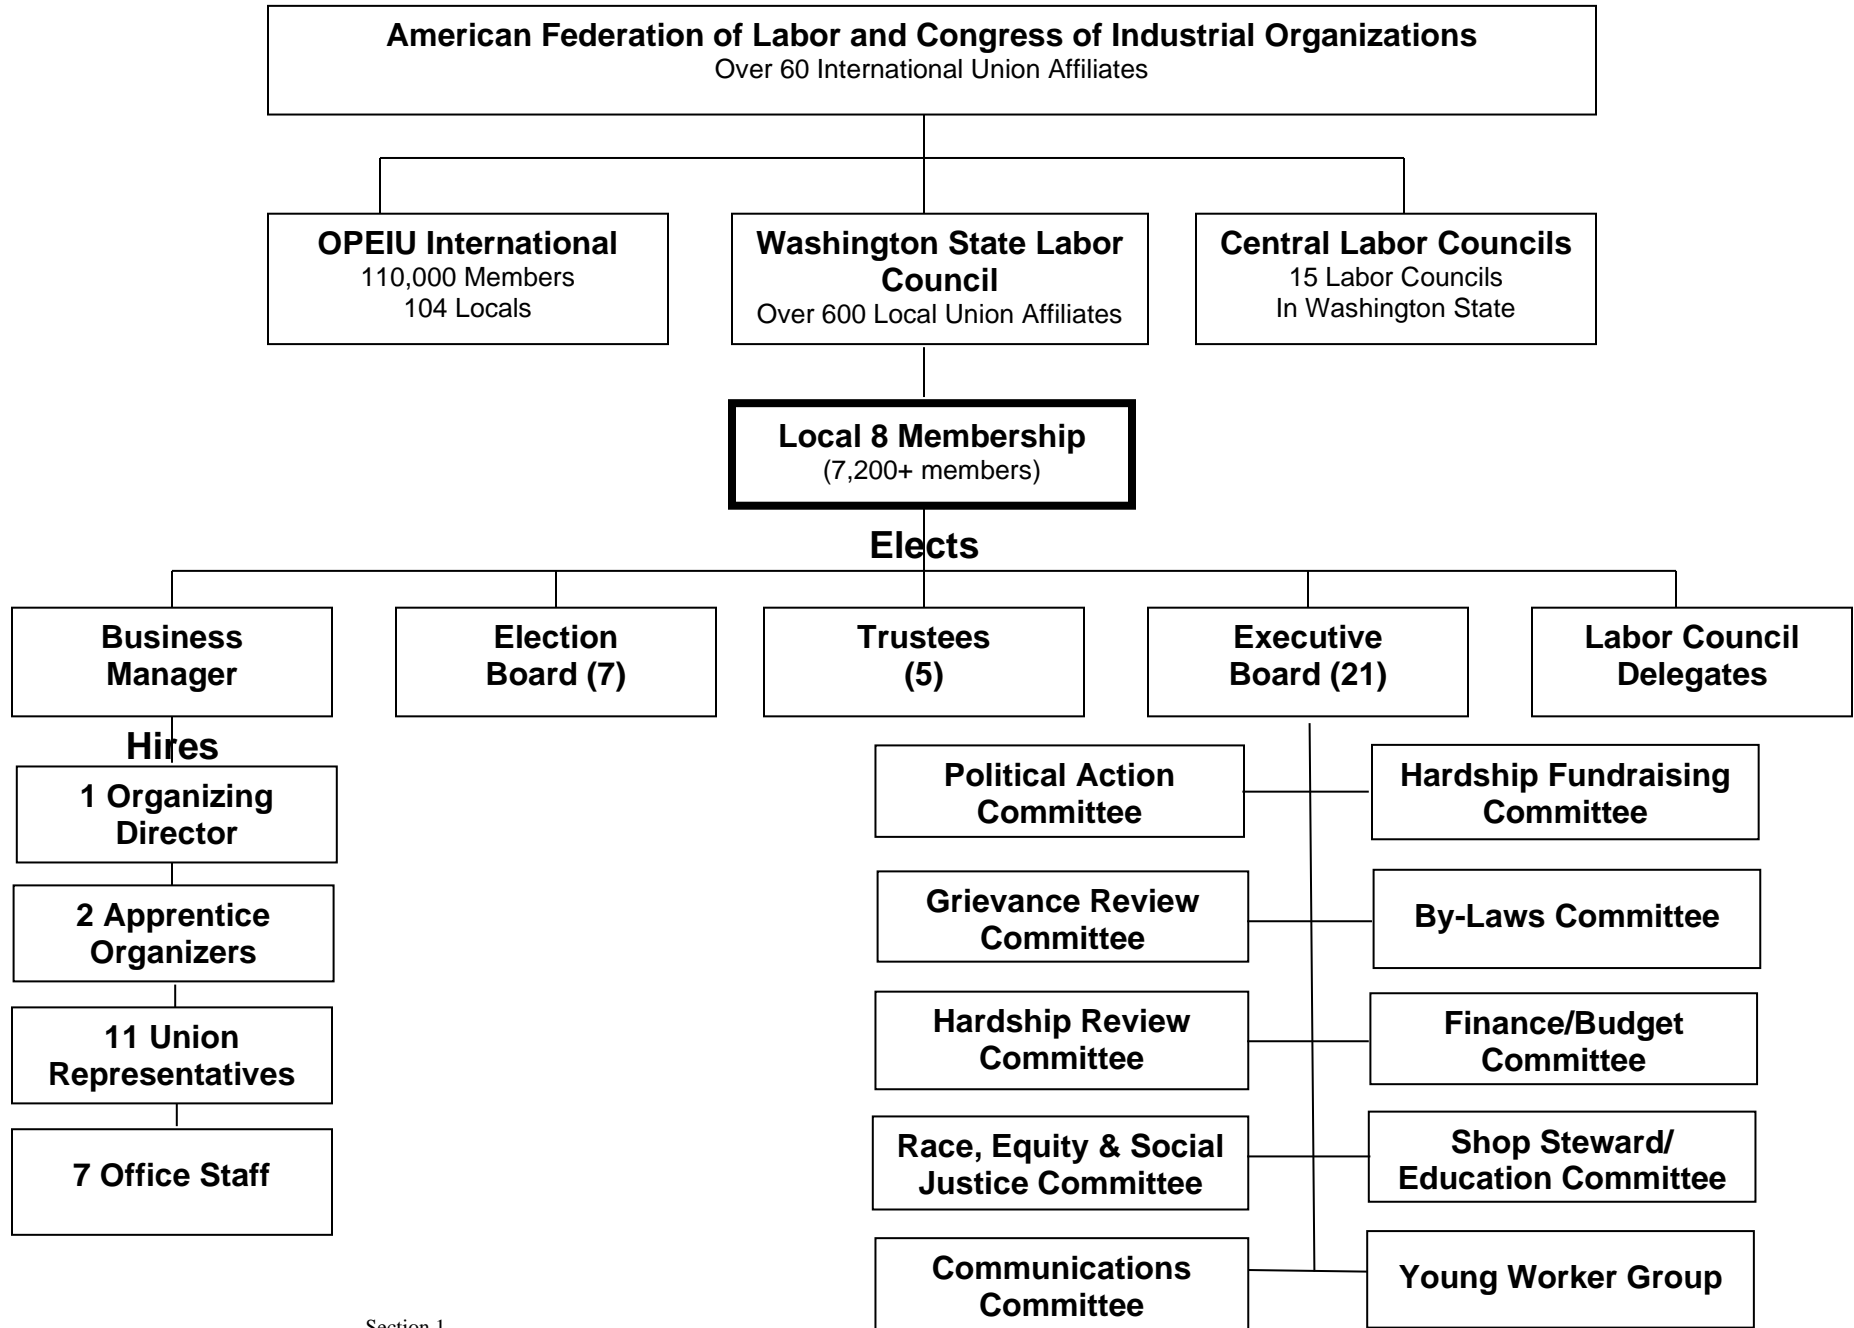 American Federation of Labor and Congress of Industrial Organizations
Over 60 International Union Affiliates
OPEIU International
110,000 Members
104 Locals
Washington State Labor
Council
Over 600 Local Union Affiliates
Central Labor Councils
15 Labor Councils
In Washington State
Local 8 Membership
(7,200+ members)
Elects
Business
Manager
Election
Board (7)
Trustees
(5)
Executive
Board (21)
Labor Council
Delegates
Hires
1 Organizing
Director
2 Apprentice
Organizers
11 Union
Representatives
7 Office Staff
Political Action
Committee
Hardship Fundraising
Committee
Grievance Review
Committee
By-Laws Committee
Hardship Review
Committee
Finance/Budget
Committee
Race, Equity & Social
Justice Committee
Shop Steward/
Education Committee
Communications
Committee
Young Worker Group
Section 1